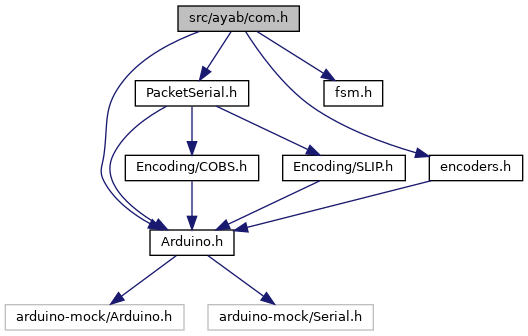 src/ayab/com.h
PacketSerial.h
fsm.h
Encoding/COBS.h
Encoding/SLIP.h
encoders.h
Arduino.h
arduino-mock/Arduino.h
arduino-mock/Serial.h